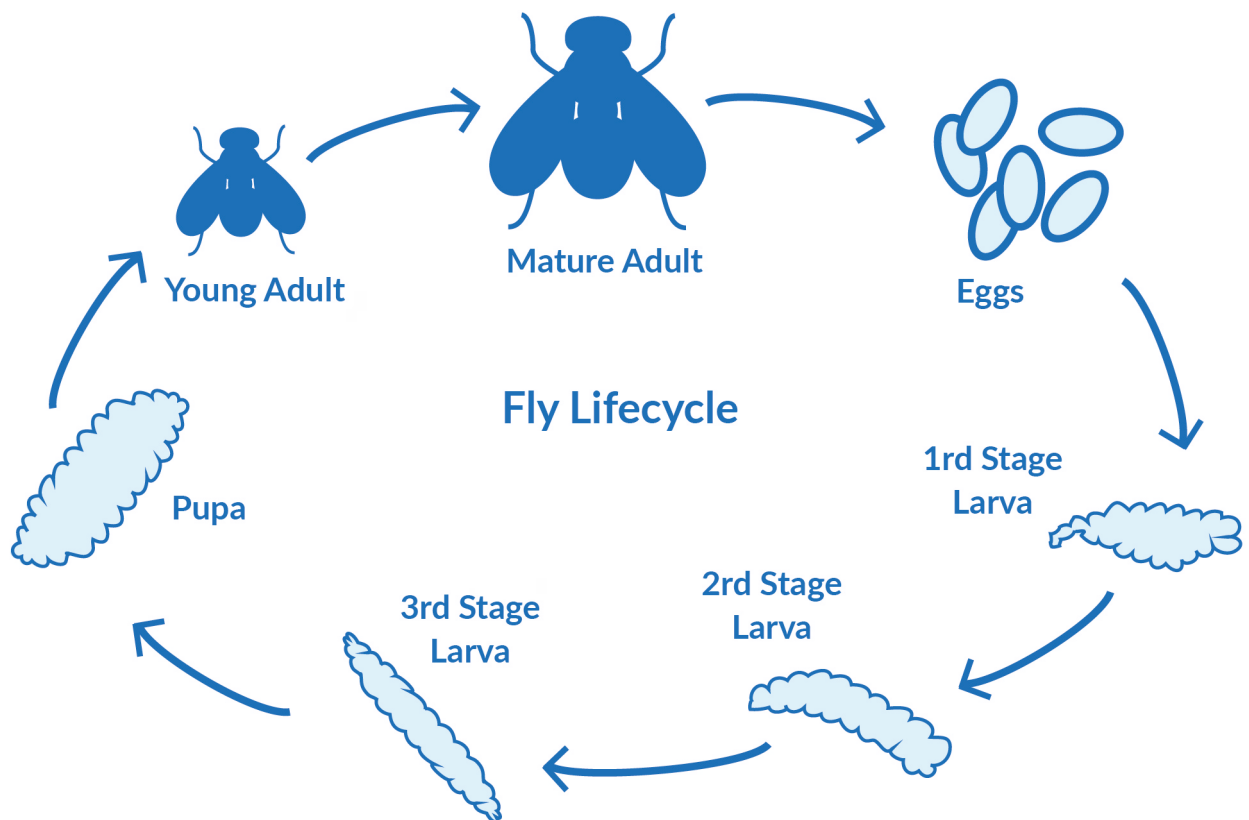 Mature Adult
Young Adult
Eggs
Fly Lifecycle
1rd Stage
Larva
Pupa
2rd Stage
Larva
3rd Stage
Larva